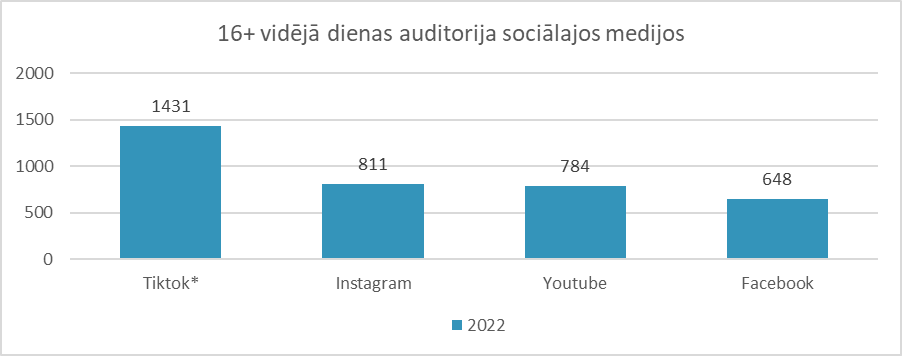 16+ vidējā dienas auditorija sociālajos medijos
2000
1500
1000
500
0
1431
811
784
648
Tiktok*
Instagram
Youtube
Facebook
2022